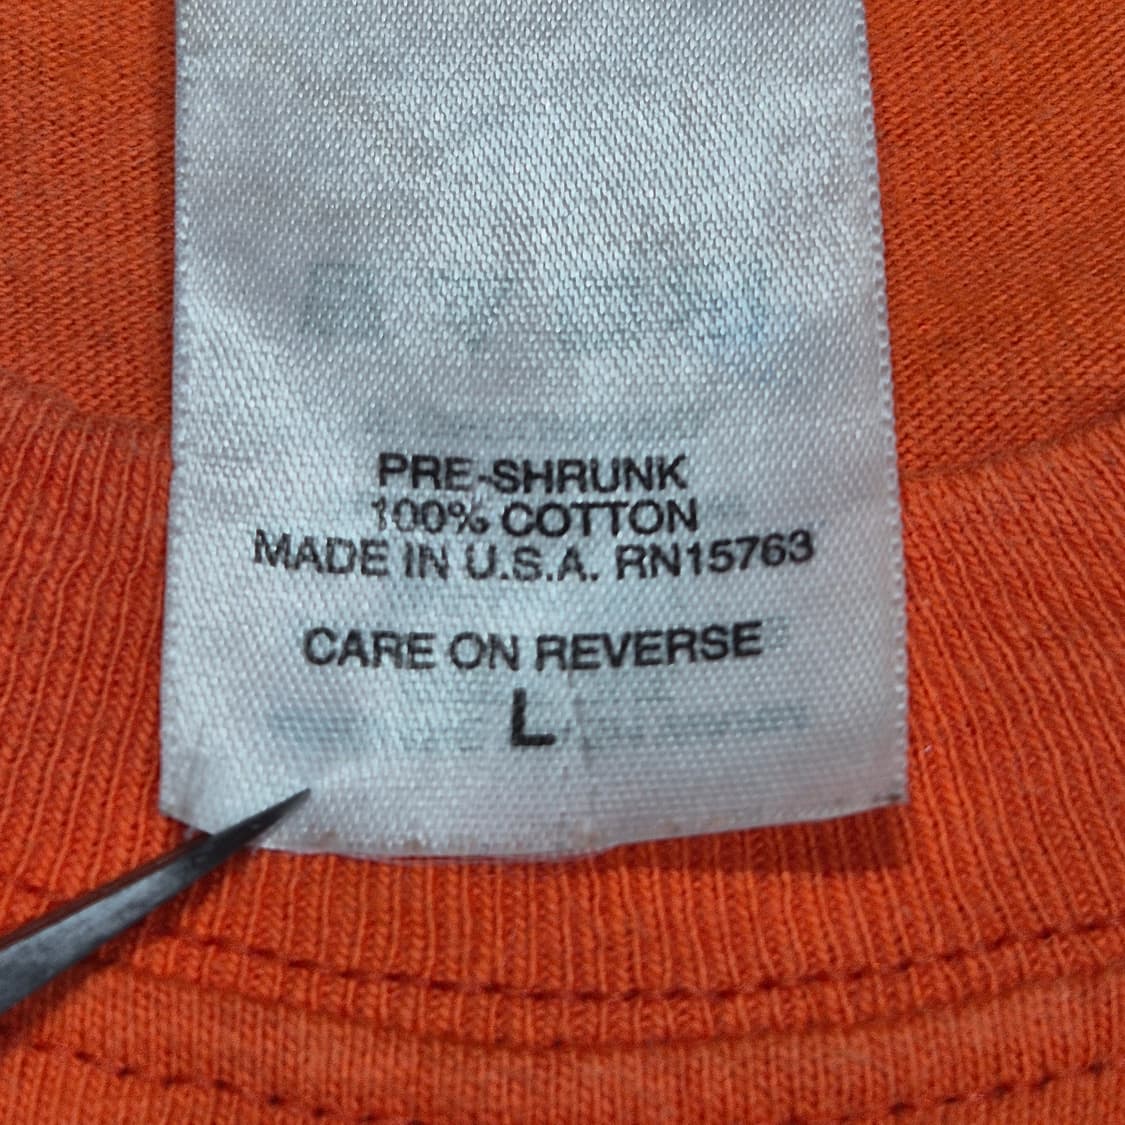 PRE-SHRUNK
100% COTTON
MADE IN U.S.A. RN15763
CARE ON REVERSE
L